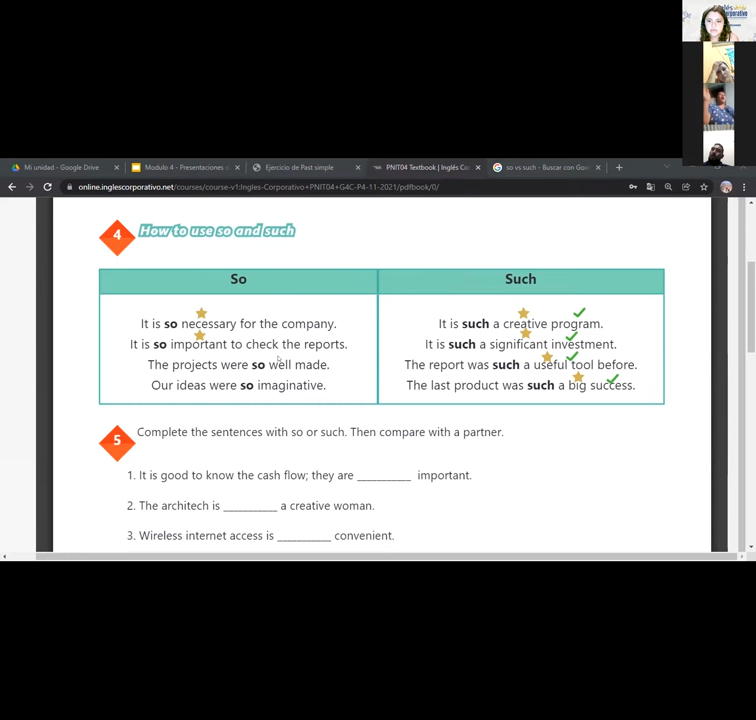 Inglés
corporativo
Mi unidad - Google Drive
Modulo 4 - Presentaciones
Ejercicio de Past simple
PNIT04 Textbook | Inglés Co
so vs such - Buscar con Goo
online.inglescorporativo.net/courses/course-v1:Ingles-Corporativo+PNIT04+G4C-P4-11-2021/pdfbook/0/
4
How to use so and such
So
Such
It is so necessary for the company.
It is such a creative program.
It is so important to check the reports.
It is such a significant investment.
The projects were so well made.
The report was such a useful tool before.
Our ideas were so imaginative.
The last product was such a big success.
5
Complete the sentences with so or such. Then compare with a partner.
1. It is good to know the cash flow; they are __________ important.
2. The architech is __________ a creative woman.
3. Wireless internet access is __________ convenient.